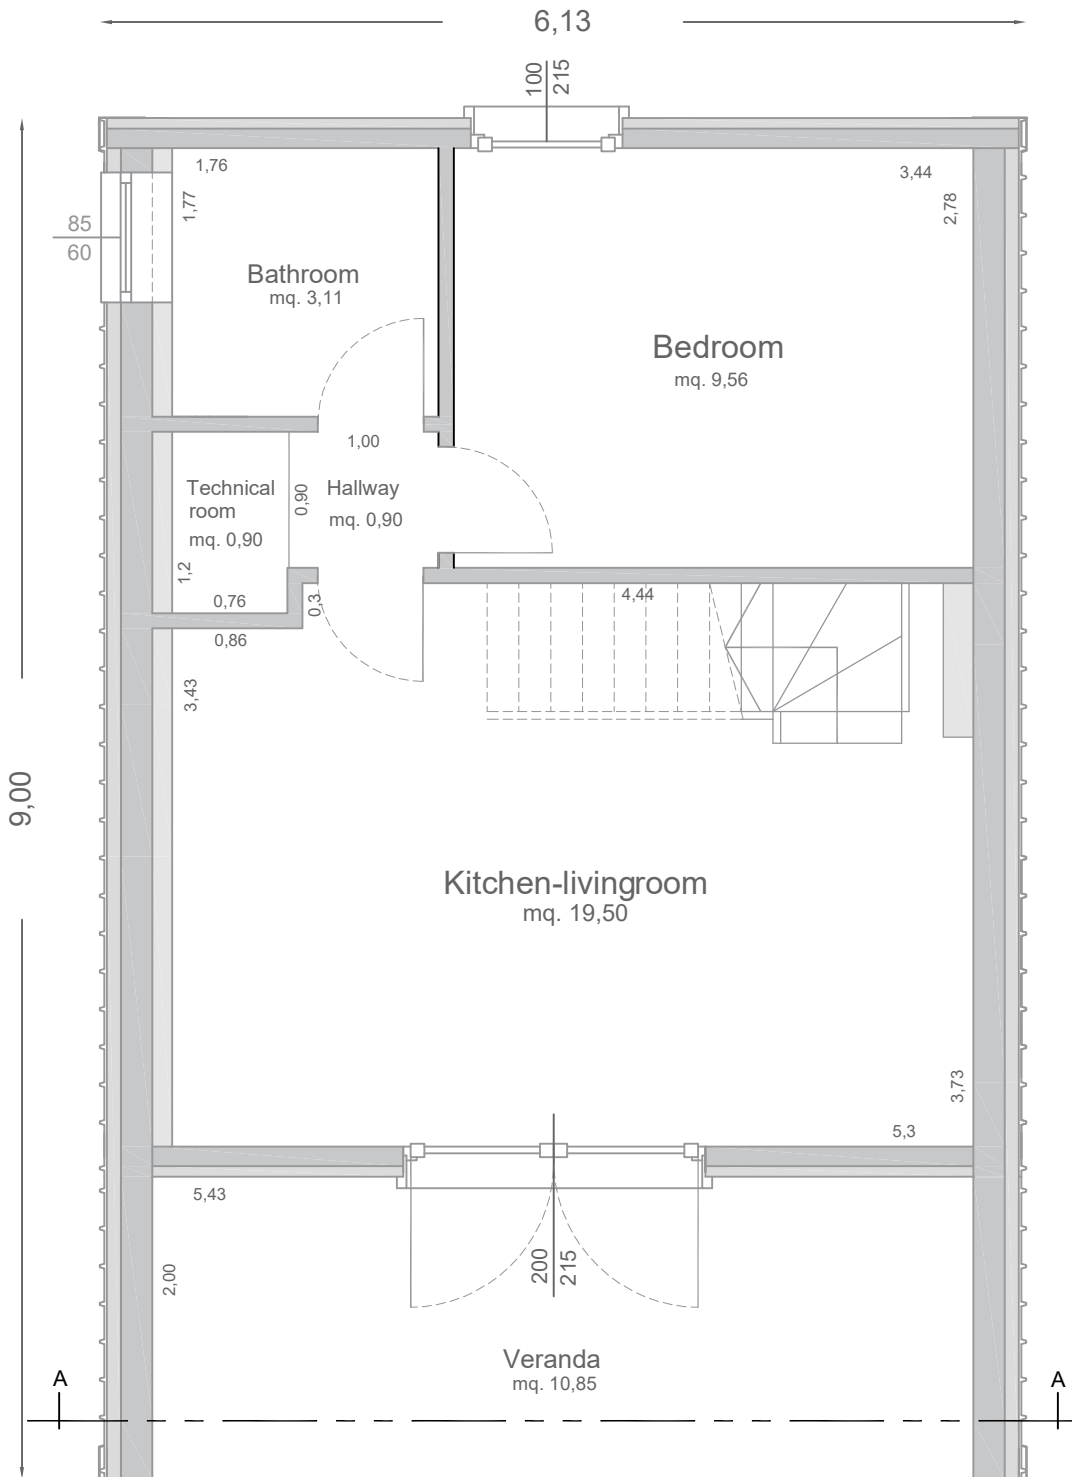 6,13
100
215
1,76
3,44
1,77
2,78
85
60
Bathroom
mq. 3,11
Bedroom
mq. 9,56
1,00
Technical
room
mq. 0,90
0,90
Hallway
mq. 0,90
1,2
0,76
0,3
4,44
0,86
3,43
9,00
Kitchen-livingroom
mq. 19,50
3,73
5,3
5,43
200
215
2,00
Veranda
mq. 10,85
A
A